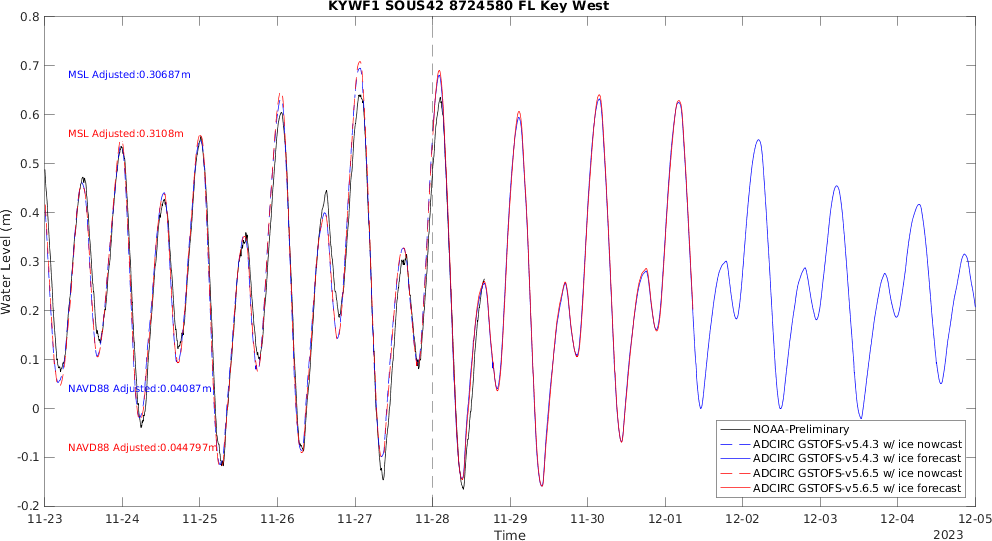 KYWF1 SOUS42 8724580 FL Key West
0.8
0.7
0.6
0.5
0.4
0.3
0.2
0.1
0
-0.1
-0.2
Water Level (m)
MSL Adjusted:0.30687m
MSL Adjusted:0.3108m
NAVD88 Adjusted:0.04087m
NAVD88 Adjusted:0.044797m
NOAA-Preliminary
ADCIRC GSTOFS-v5.4.3 w/ ice nowcast
ADCIRC GSTOFS-v5.4.3 w/ ice forecast
ADCIRC GSTOFS-v5.6.5 w/ ice nowcast
ADCIRC GSTOFS-v5.6.5 w/ ice forecast
11-23 11-24 11-25 11-26 11-27 11-28 11-29 11-30 12-01 12-02 12-03 12-04 12-05
Time
2023